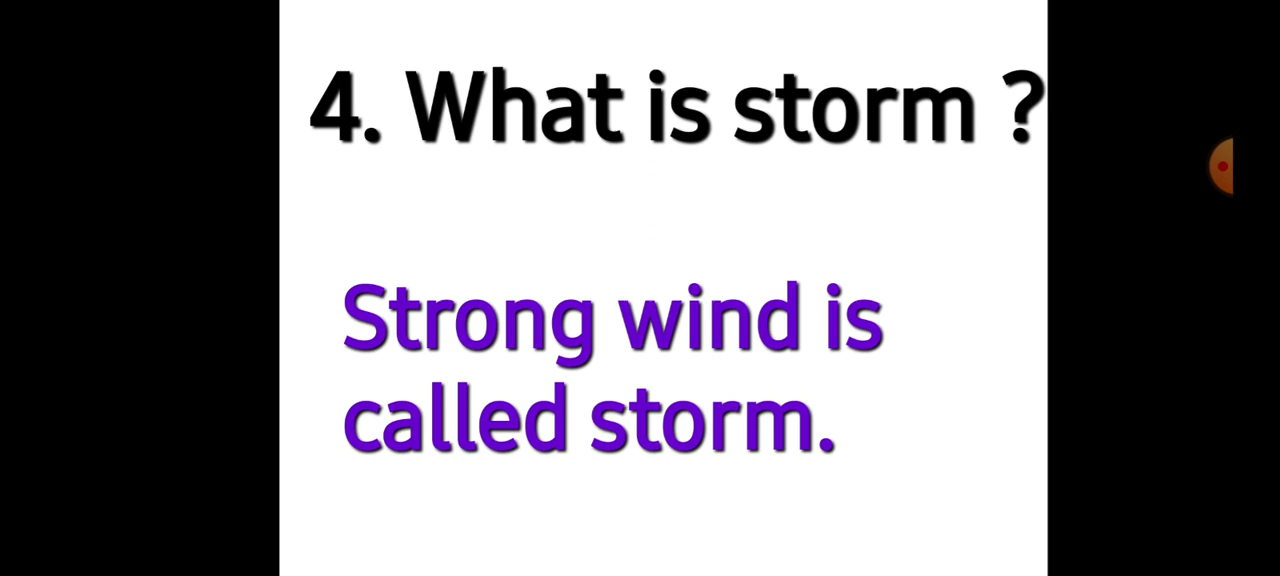 4. What is storm ?
Strong wind is
called storm.